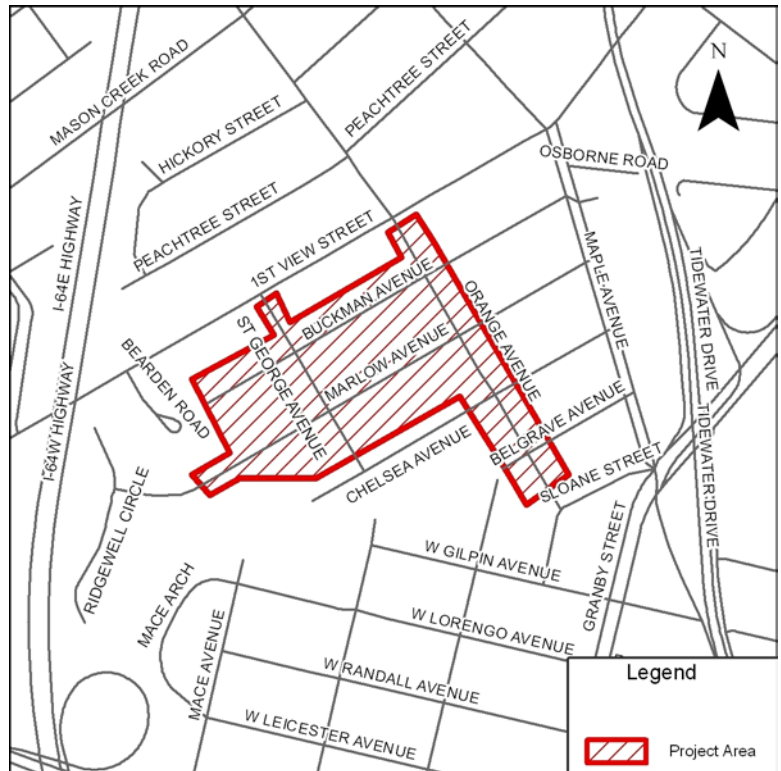 N
MASON CREEK ROAD
HICKORY STREET
PEACHTREE STREET
OSBORNE ROAD
PEACHTREE STREET
1ST VIEW STREET
I-64E HIGHWAY
MAPLE AVENUE
TIDEWATER DRIVE
BUCKMAN AVENUE
ORANGE AVENUE
ST GEORGE AVENUE
MARLOW AVENUE
BEARDEN ROAD
I-64W HIGHWAY
BELGRAVE AVENUE
CHELSEA AVENUE
SLOANE STREET
TIDEWATER DRIVE
RIDGEWELL CIRCLE
GRANBY STREET
W GILPIN AVENUE
MACE ARCH
W LORENGO AVENUE
MACE AVENUE
W RANDALL AVENUE
W LEICESTER AVENUE
Legend
Project Area